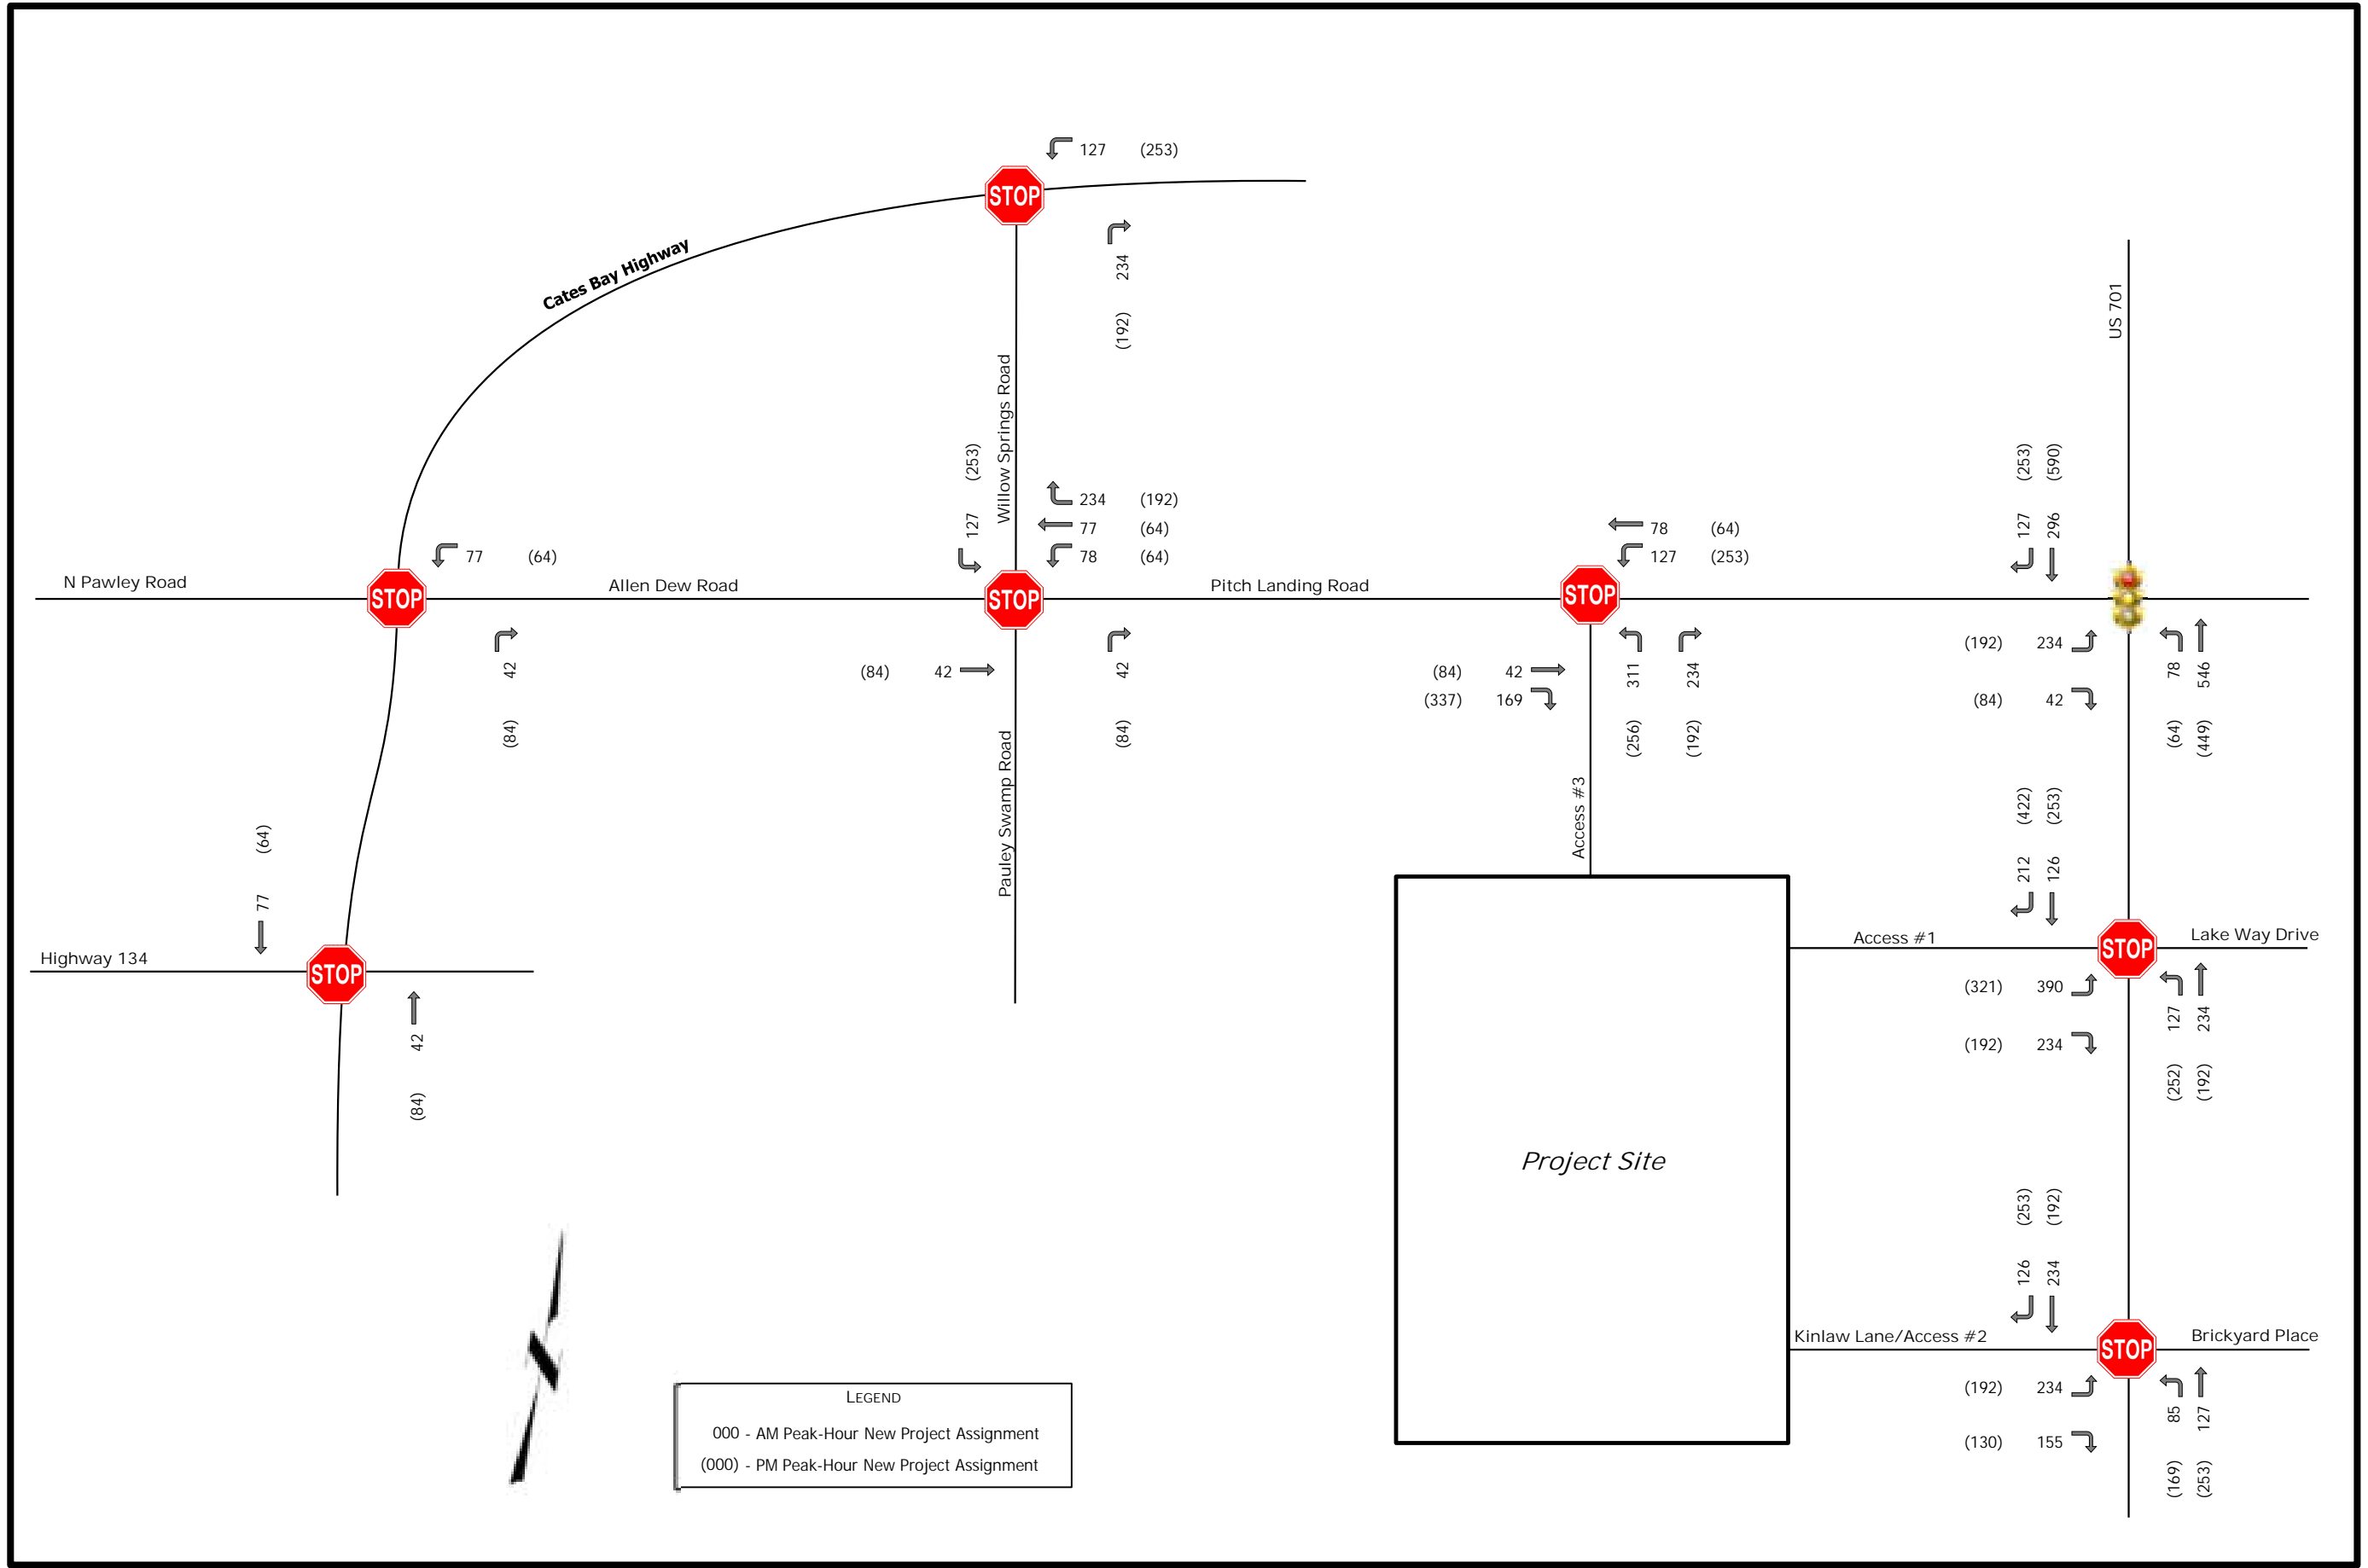 127 (253)
STOP
Cates Bay Highway
234
(192)
US 701
Willow Springs Road
127 (253)
234 (192)
77 (64)
78 (64)
78 (64)
127 (253)
127 (253)
296 (590)
77 (64)
N Pawley Road
STOP
Allen Dew Road
STOP
Pitch Landing Road
STOP
42
(84)
(84) 42
42
(84)
(84) 42
(337) 169
311
(256)
234
(192)
(192) 234
(84) 42
78
(64)
546
(449)
Pauley Swamp Road
Access #3
212 (422)
126 (253)
77 (64)
Highway 134
STOP
42
(84)
Access #1
STOP
Lake Way Drive
(321) 390
(192) 234
127
(252)
234
(192)
Project Site
126 (253)
234 (192)
Kinlaw Lane/Access #2
STOP
Brickyard Place
(192) 234
(130) 155
85
(169)
127
(253)
N
LEGEND
000 - AM Peak-Hour New Project Assignment
(000) - PM Peak-Hour New Project Assignment